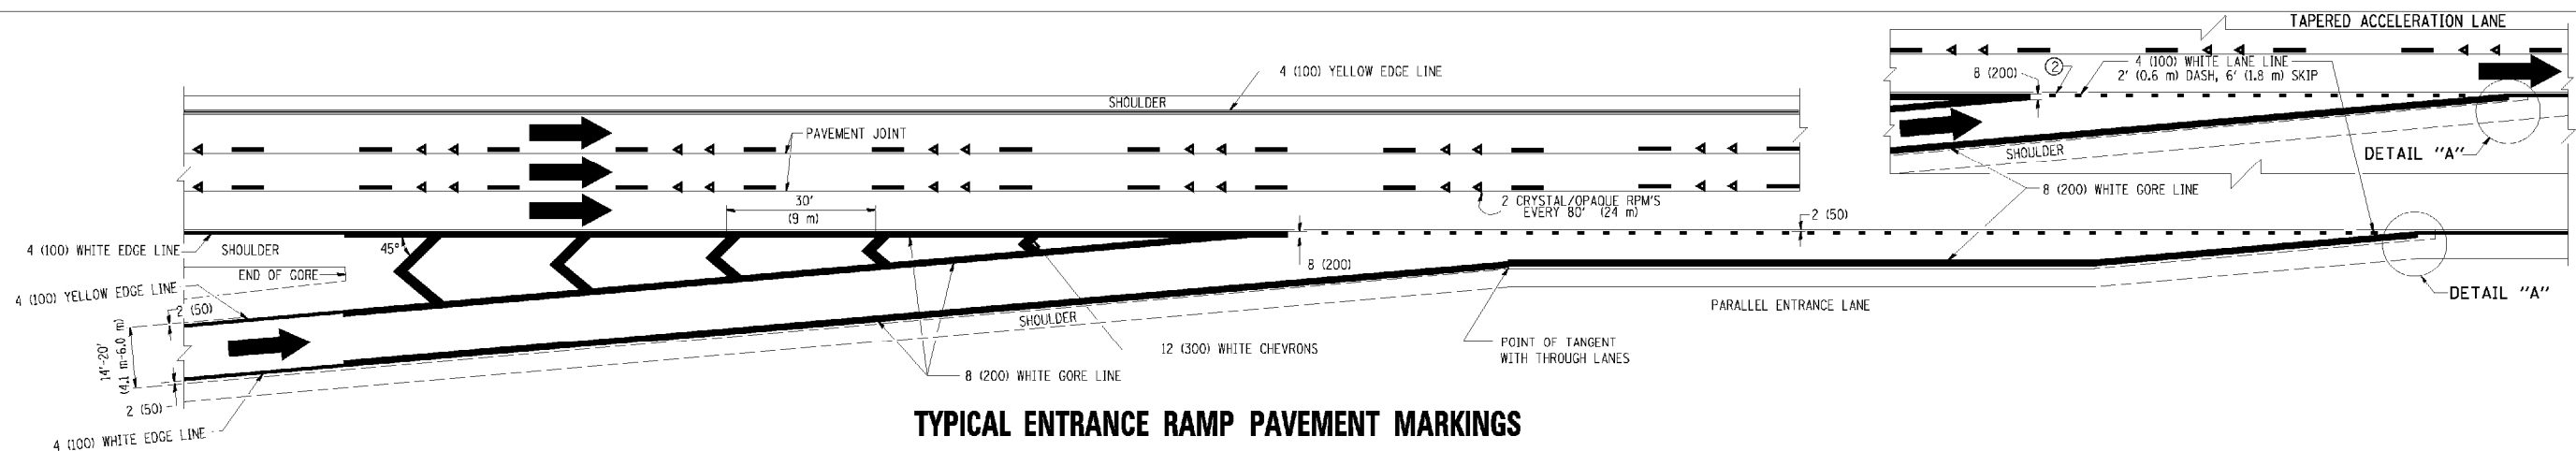 TAPERED ACCELERATION LANE
4 (100) YELLOW EDGE LINE
8 (200)
2
4 (100) WHITE LANE LINE
2' (0.6 m) DASH, 6' (1.8 m) SKIP
SHOULDER
PAVEMENT JOINT
SHOULDER
DETAIL "A"
30'
(9 m)
2 CRYSTAL/OPAQUE RPM'S
EVERY 80' (24 m)
8 (200) WHITE GORE LINE
2 (50)
4 (100) WHITE EDGE LINE
SHOULDER
45°
END OF GORE
8 (200)
4 (100) YELLOW EDGE LINE
2 (50)
DETAIL "A"
PARALLEL ENTRANCE LANE
SHOULDER
14'-20'
(4.1 m-6.0 m)
12 (300) WHITE CHEVRONS
POINT OF TANGENT
WITH THROUGH LANES
8 (200) WHITE GORE LINE
2 (50)
4 (100) WHITE EDGE LINE
TYPICAL ENTRANCE RAMP PAVEMENT MARKINGS